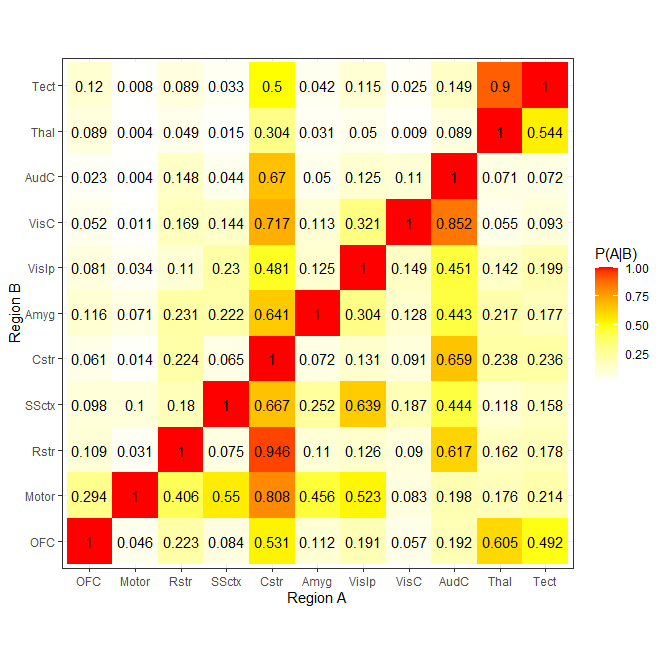 Tect 0.12 0.008 0.089 0.033 0.5 0.042 0.115 0.025 0.149 0.9 1
Thal 0.089 0.004 0.049 0.015 0.304 0.031 0.05 0.009 0.089 1 0.544
AudC 0.023 0.004 0.148 0.044 0.67 0.05 0.125 0.11 1 0.071 0.072
VisC 0.052 0.011 0.169 0.144 0.717 0.113 0.321 1 0.852 0.055 0.093
VisIp 0.081 0.034 0.11 0.23 0.481 0.125 1 0.149 0.451 0.142 0.199
Amyg 0.116 0.071 0.231 0.222 0.641 1 0.304 0.128 0.443 0.217 0.177
Cstr 0.061 0.014 0.224 0.065 1 0.072 0.131 0.091 0.659 0.238 0.236
SSctx 0.098 0.1 0.18 1 0.667 0.252 0.639 0.187 0.444 0.118 0.158
Rstr 0.109 0.031 1 0.075 0.946 0.11 0.126 0.09 0.617 0.162 0.178
Motor 0.294 1 0.406 0.55 0.808 0.456 0.523 0.083 0.198 0.176 0.214
OFC 1 0.046 0.223 0.084 0.531 0.112 0.191 0.057 0.192 0.605 0.492
OFC Motor Rstr SSctx Cstr Amyg VisIp VisC AudC Thal Tect
Region A
Region B
P(A|B)
1.00
0.75
0.50
0.25